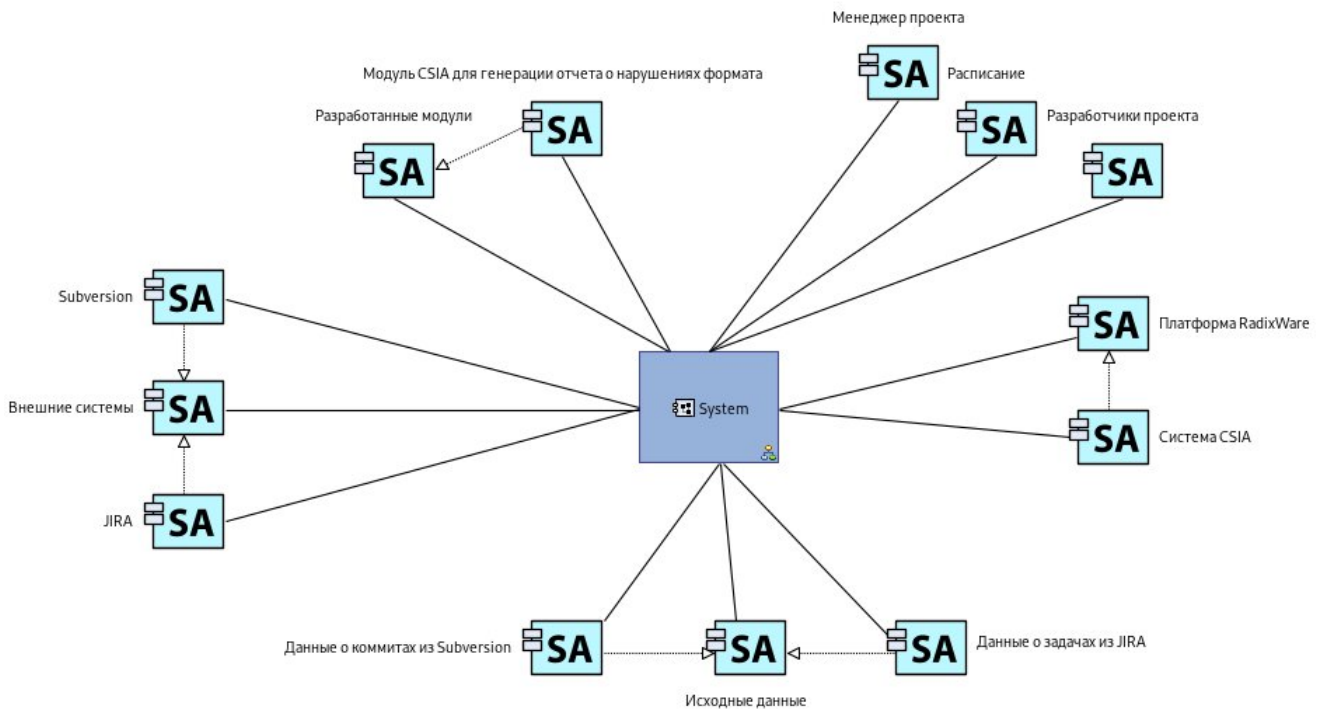 Менеджер проекта
Модуль CSIA для генерации отчета о нарушениях формата
SA
Расписание
Разработанные модули
SA
SA
Разработчики проекта
SA
SA
Subversion
SA
SA
Платформа RadixWare
Внешние системы
SA
System
SA
Система CSIA
JIRA
SA
Данные о коммитах из Subversion
SA
SA
SA
Данные о задачах из JIRA
Исходные данные
SA